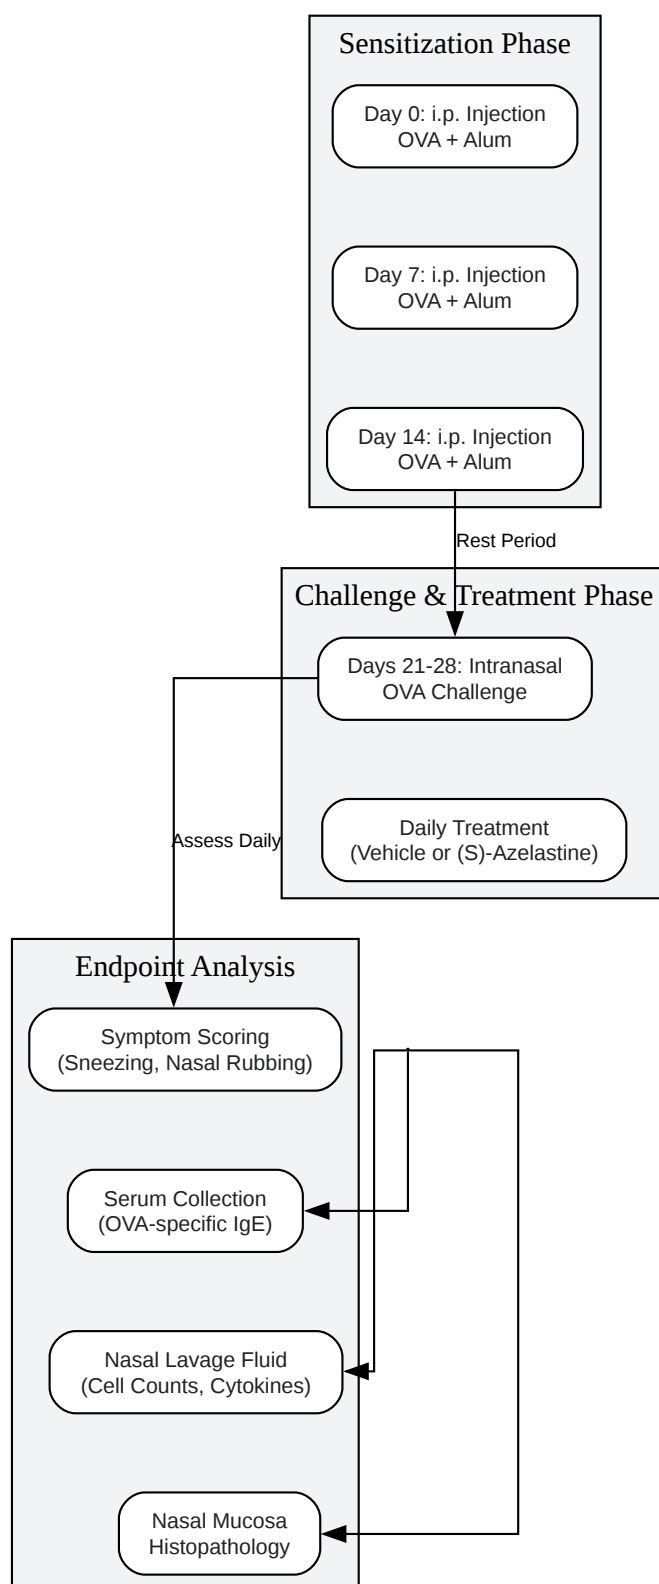 Sensitization Phase
Day 0: i.p. Injection
OVA + Alum
Day 7: i.p. Injection
OVA + Alum
Day 14: i.p. Injection
OVA + Alum
Rest Period
Challenge & Treatment Phase
Days 21-28: Intranasal
OVA Challenge
Daily Treatment
(Vehicle or (S)-Azelastine)
Assess Daily
Endpoint Analysis
Symptom Scoring
(Sneezing, Nasal Rubbing)
Serum Collection
(OVA-specific IgE)
Nasal Lavage Fluid
(Cell Counts, Cytokines)
Nasal Mucosa
Histopathology